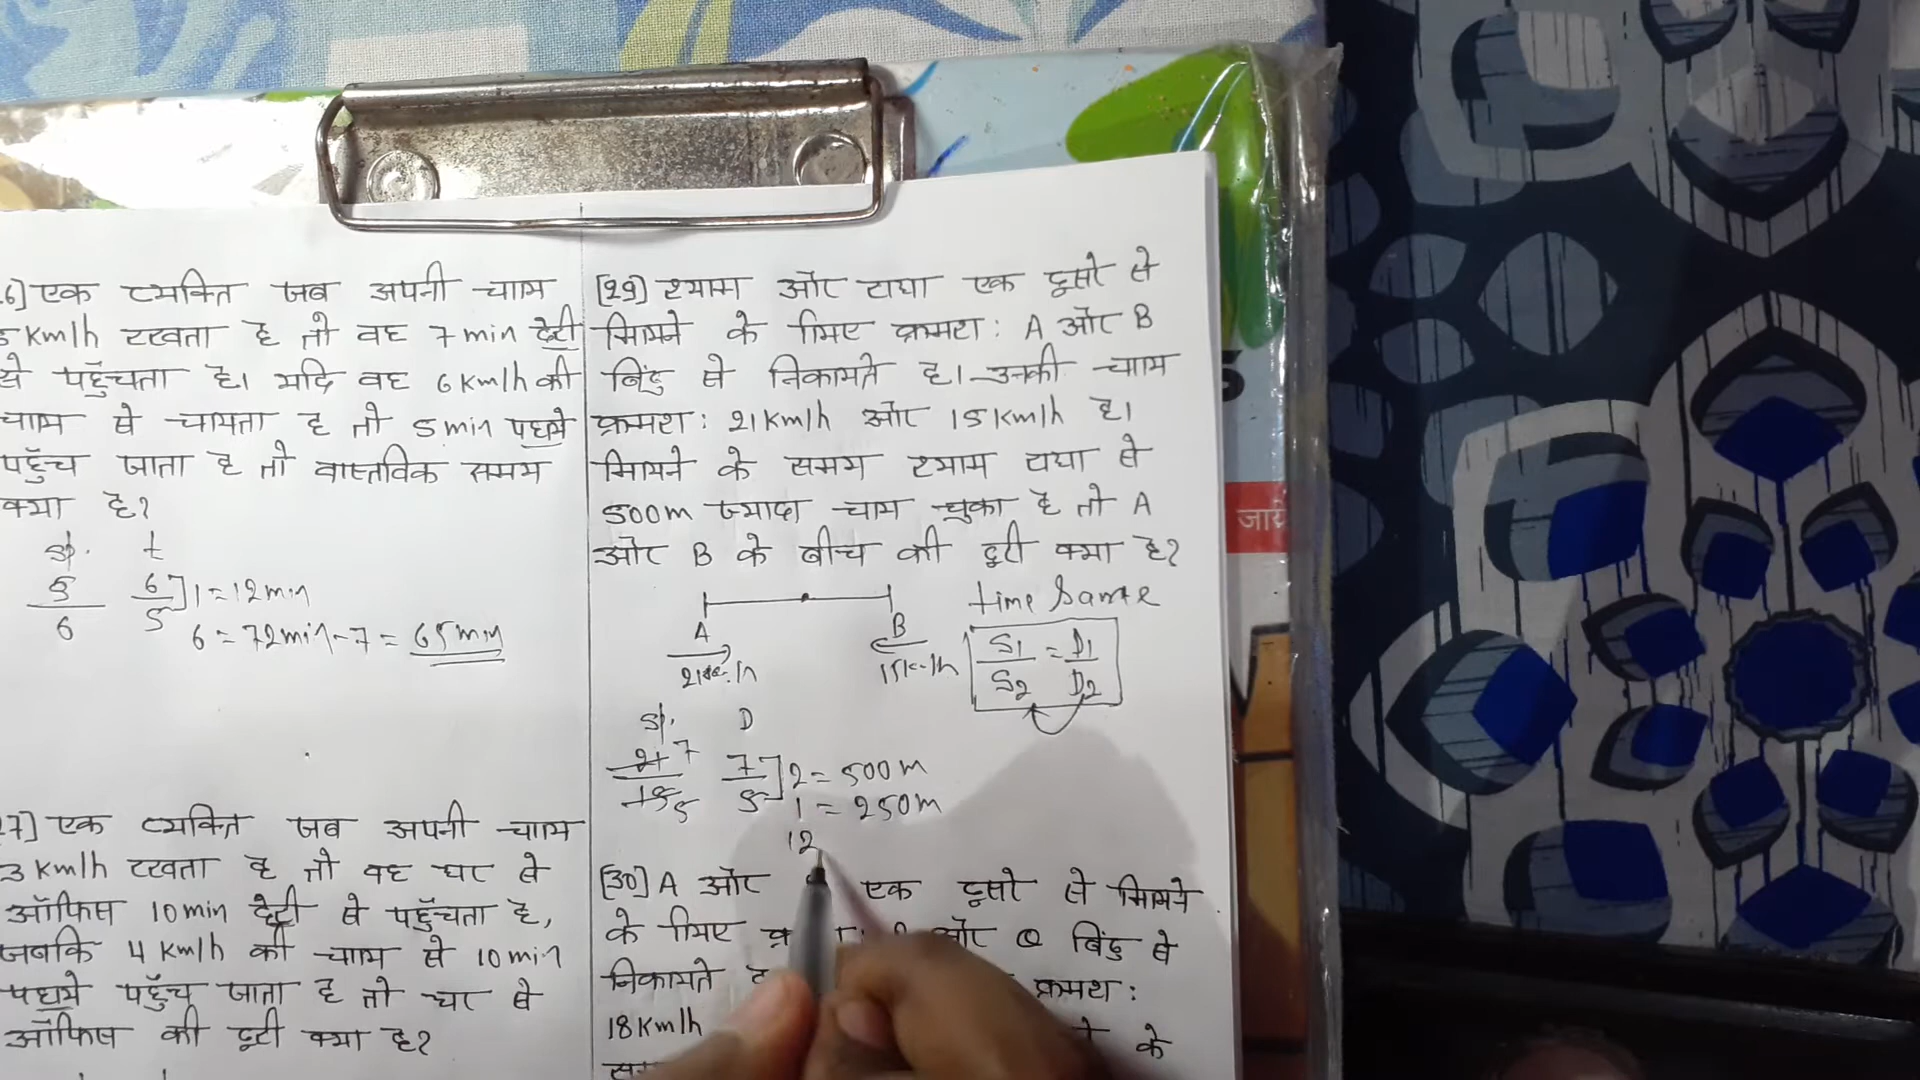 6] एक व्यक्ति जब अपनी चाल
5 Km/h रखता है तो वह 7 min देरी
से पहुँचता है। यदि वह 6 Km/h की
चाल से चलता है तो 5 min पहले
पहुँच जाता है तो वास्तविक समय
क्या है?
sp. t
5 6] 1 = 12 min
6 5
6 = 72 min - 7 = 65 min
27] एक व्यक्ति जब अपनी चाल
3 Km/h रखता है तो वह घर से
ऑफिस 10 min देरी से पहुँचता है,
जबकि 4 Km/h की चाल से 10 min
पहले पहुँच जाता है तो घर से
ऑफिस की दूरी क्या है?
[29] श्याम और राधा एक दूसरे से
मिलने के लिए क्रमश: A और B
बिंदु से निकलते है। उनकी चाल
क्रमश: 21 Km/h और 15 Km/h है।
मिलने के समय श्याम राधा से
500m ज्यादा चल चुका है तो A
और B के बीच की दूरी क्या है?
time Same
A B
21 15 Km/h
S1 = D1
S2 D2
sp. D
21 7 7] 2 = 500 m
15 5 5 1 = 250 m
12
[30] A और एक दूसरे से मिलने
के लिए और Q बिंदु से
निकलते क्रमश:
18 Km/h के
जाय